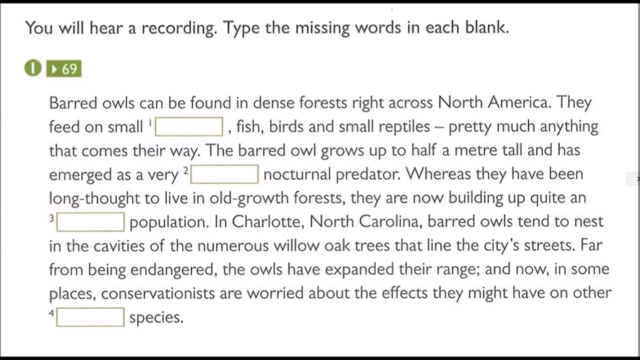 You will hear a recording. Type the missing words in each blank.
1 ▸ 69
Barred owls can be found in dense forests right across North America. They
feed on small 1 , fish, birds and small reptiles – pretty much anything
that comes their way. The barred owl grows up to half a metre tall and has
emerged as a very 2 nocturnal predator. Whereas they have been
long-thought to live in old-growth forests, they are now building up quite an
3 population. In Charlotte, North Carolina, barred owls tend to nest
in the cavities of the numerous willow oak trees that line the city's streets. Far
from being endangered, the owls have expanded their range; and now, in some
places, conservationists are worried about the effects they might have on other
4 species.